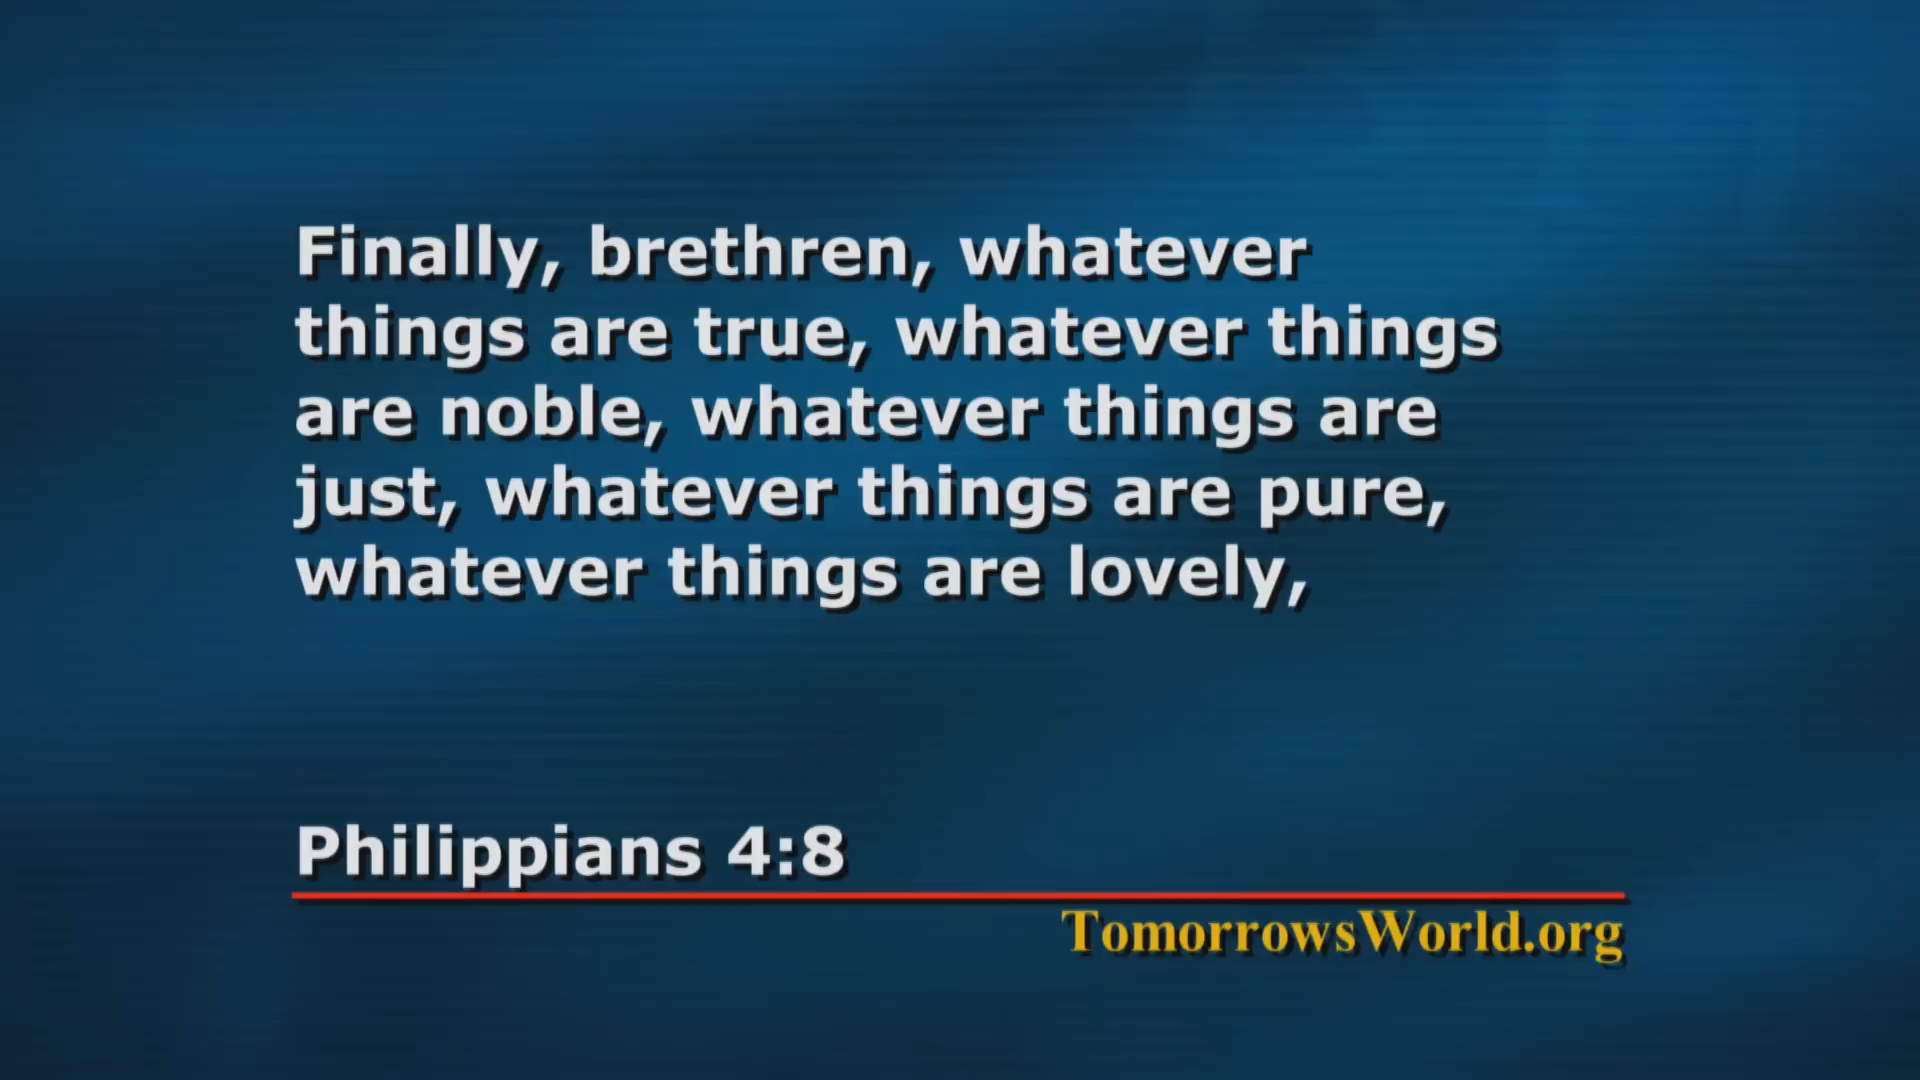 Finally, brethren, whatever
things are true, whatever things
are noble, whatever things are
just, whatever things are pure,
whatever things are lovely,
Philippians 4:8
TomorrowsWorld.org